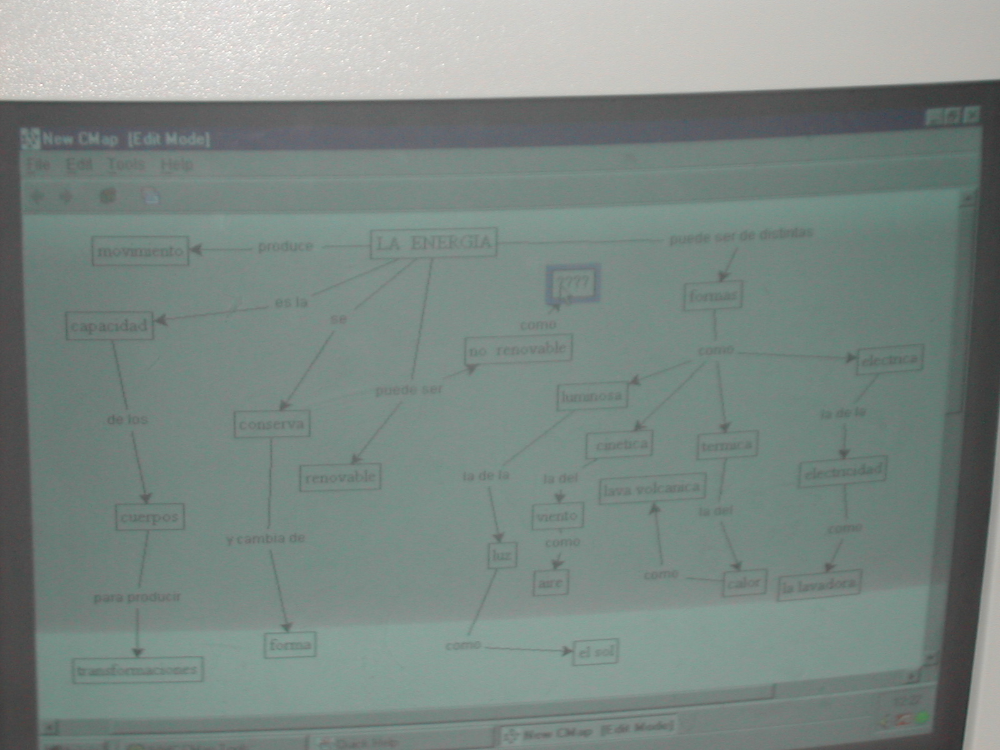 New CMap [Edit Mode]
File Edit Tools Help
LA ENERGIA
produce
movimiento
puede ser de distintas
formas
????
es la
capacidad
se
como
no renovable
como
electrica
puede ser
luminosa
de los
conserva
la de la
cinetica
termica
renovable
la de la
la del
lava volcanica
electricidad
cuerpos
viento
la del
y cambia de
como
como
luz
aire
como
calor
la lavadora
para producir
forma
como
el sol
transformaciones
Quick Help
New CMap [Edit Mode]